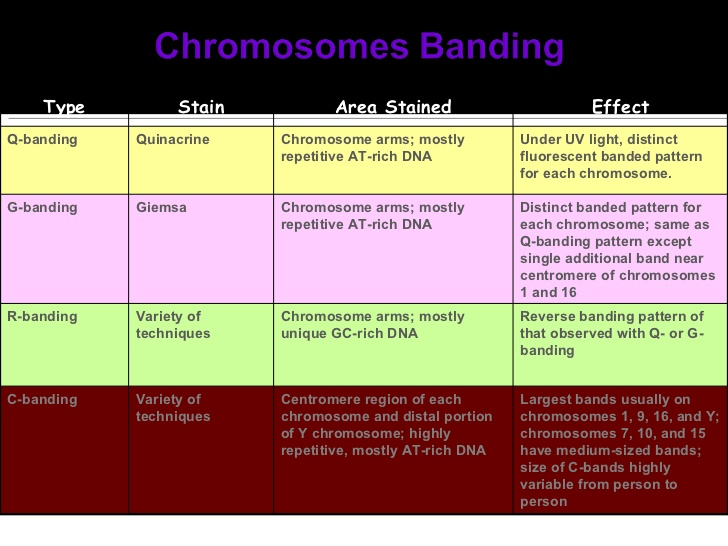 Chromosomes Banding
Type Stain Area Stained Effect
Q-banding Quinacrine Chromosome arms; mostly Under UV light, distinct
repetitive AT-rich DNA fluorescent banded pattern
for each chromosome.
G-banding Giemsa Chromosome arms; mostly Distinct banded pattern for
repetitive AT-rich DNA each chromosome; same as
Q-banding pattern except
single additional band near
centromere of chromosomes
1 and 16
R-banding Variety of Chromosome arms; mostly Reverse banding pattern of
techniques unique GC-rich DNA that observed with Q- or G-
banding
C-banding Variety of Centromere region of each Largest bands usually on
techniques chromosome and distal portion chromosomes 1, 9, 16, and Y;
of Y chromosome; highly chromosomes 7, 10, and 15
repetitive, mostly AT-rich DNA have medium-sized bands;
size of C-bands highly
variable from person to
person